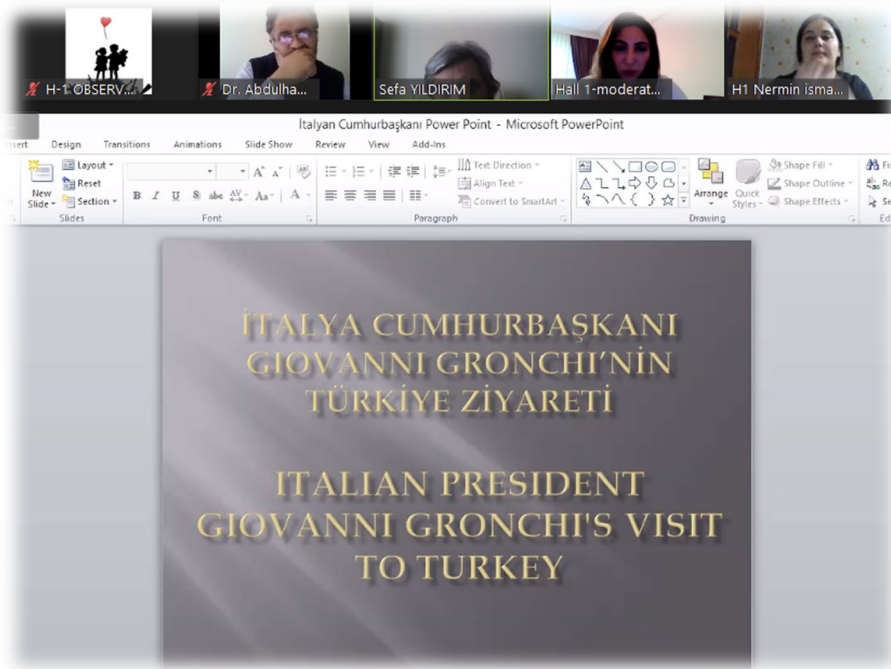 H-1 OBSERV...
Dr. Abdulha...
Sefa YILDIRIM
Hall 1-moderat...
H1 Nermin isma...
İtalyan Cumhurbaşkanı Power Point - Microsoft PowerPoint
nsert Design Transitions Animations Slide Show Review View Add-Ins
Layout
Reset
Section
New
Slide
B I U S abc AV Aa A
Text Direction
Align Text
Convert to SmartArt
Arrange
Quick
Styles
Shape Fill
Shape Outline
Shape Effects
Slides Font Paragraph Drawing
İTALYA CUMHURBAŞKANI
GIOVANNI GRONCHI’NİN
TÜRKİYE ZİYARETİ
ITALIAN PRESIDENT
GIOVANNI GRONCHI'S VISIT
TO TURKEY